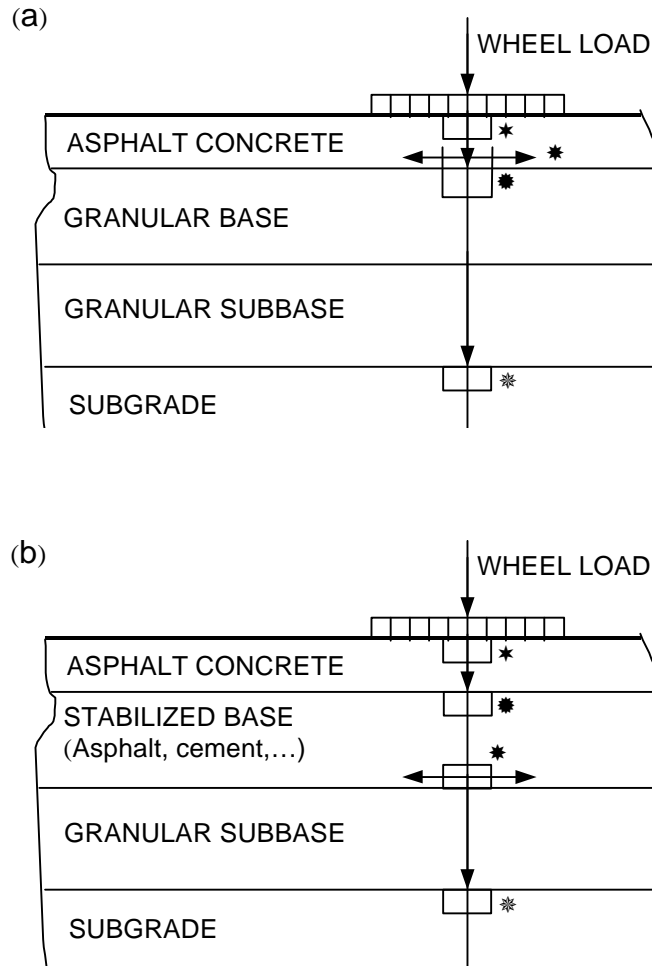 (a)
WHEEL LOAD
ASPHALT CONCRETE
GRANULAR BASE
GRANULAR SUBBASE
SUBGRADE
(b)
WHEEL LOAD
ASPHALT CONCRETE
STABILIZED BASE
(Asphalt, cement,…)
GRANULAR SUBBASE
SUBGRADE